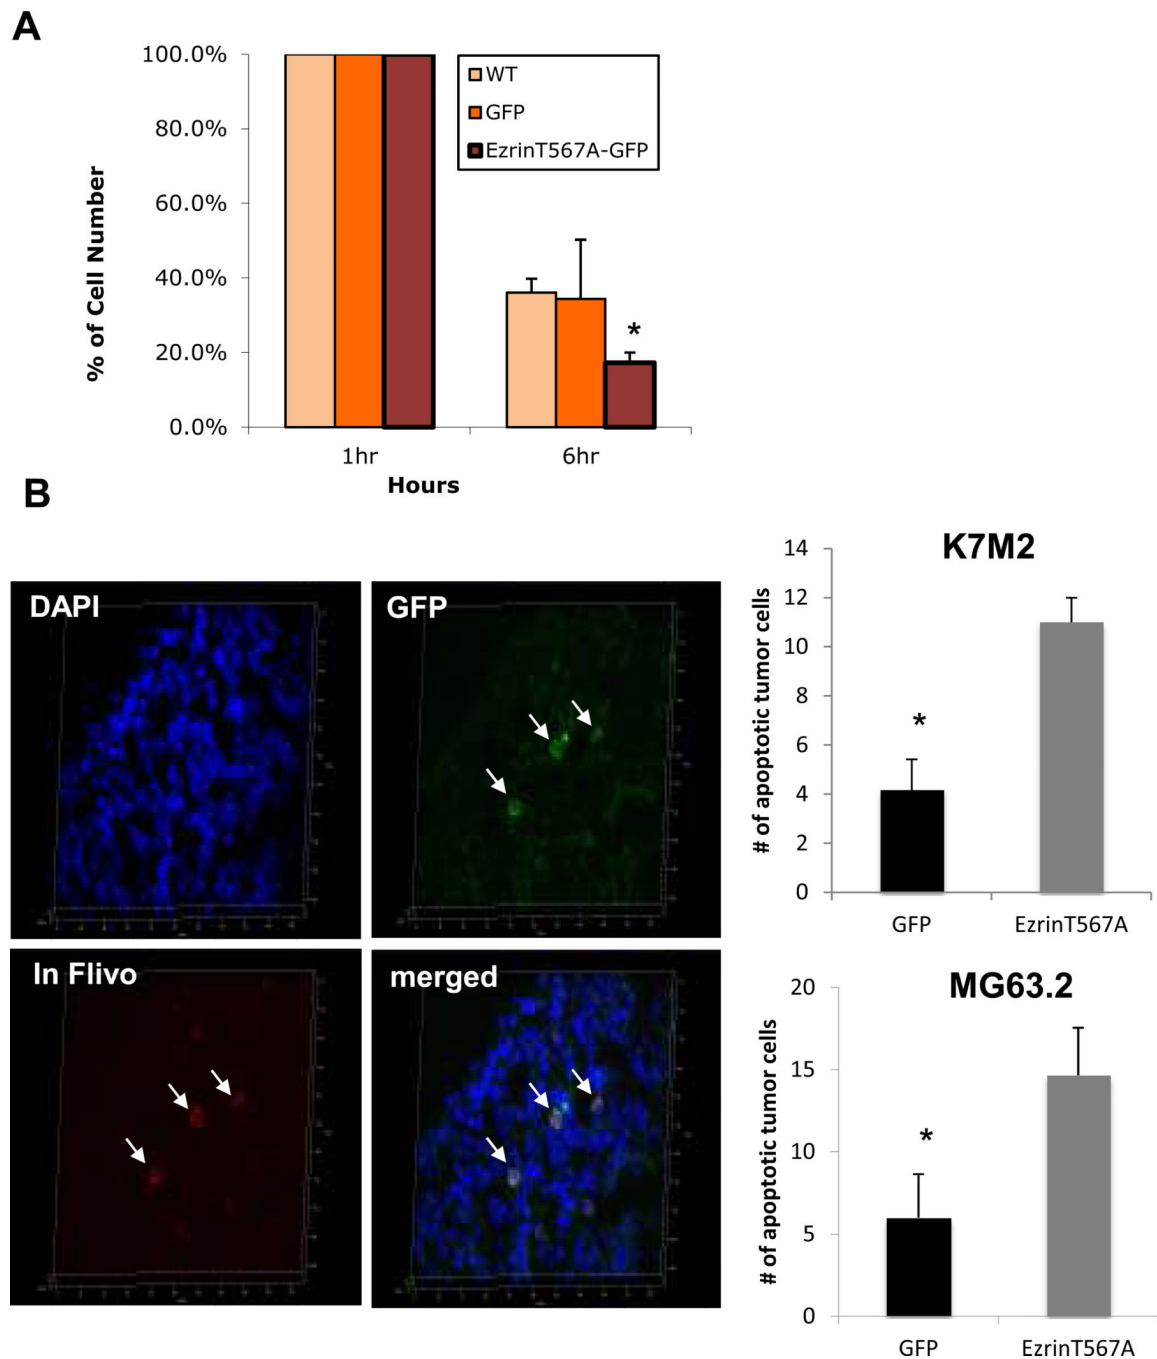 A
100.0%
80.0%
60.0%
40.0%
20.0%
0.0%
% of Cell Number
WT
GFP
EzrinT567A-GFP
*
1hr
6hr
Hours
B
DAPI
GFP
In Flivo
merged
K7M2
14
12
10
8
6
4
2
0
# of apoptotic tumor cells
*
GFP
EzrinT567A
MG63.2
20
15
10
5
0
# of apoptotic tumor cells
*
GFP
EzrinT567A